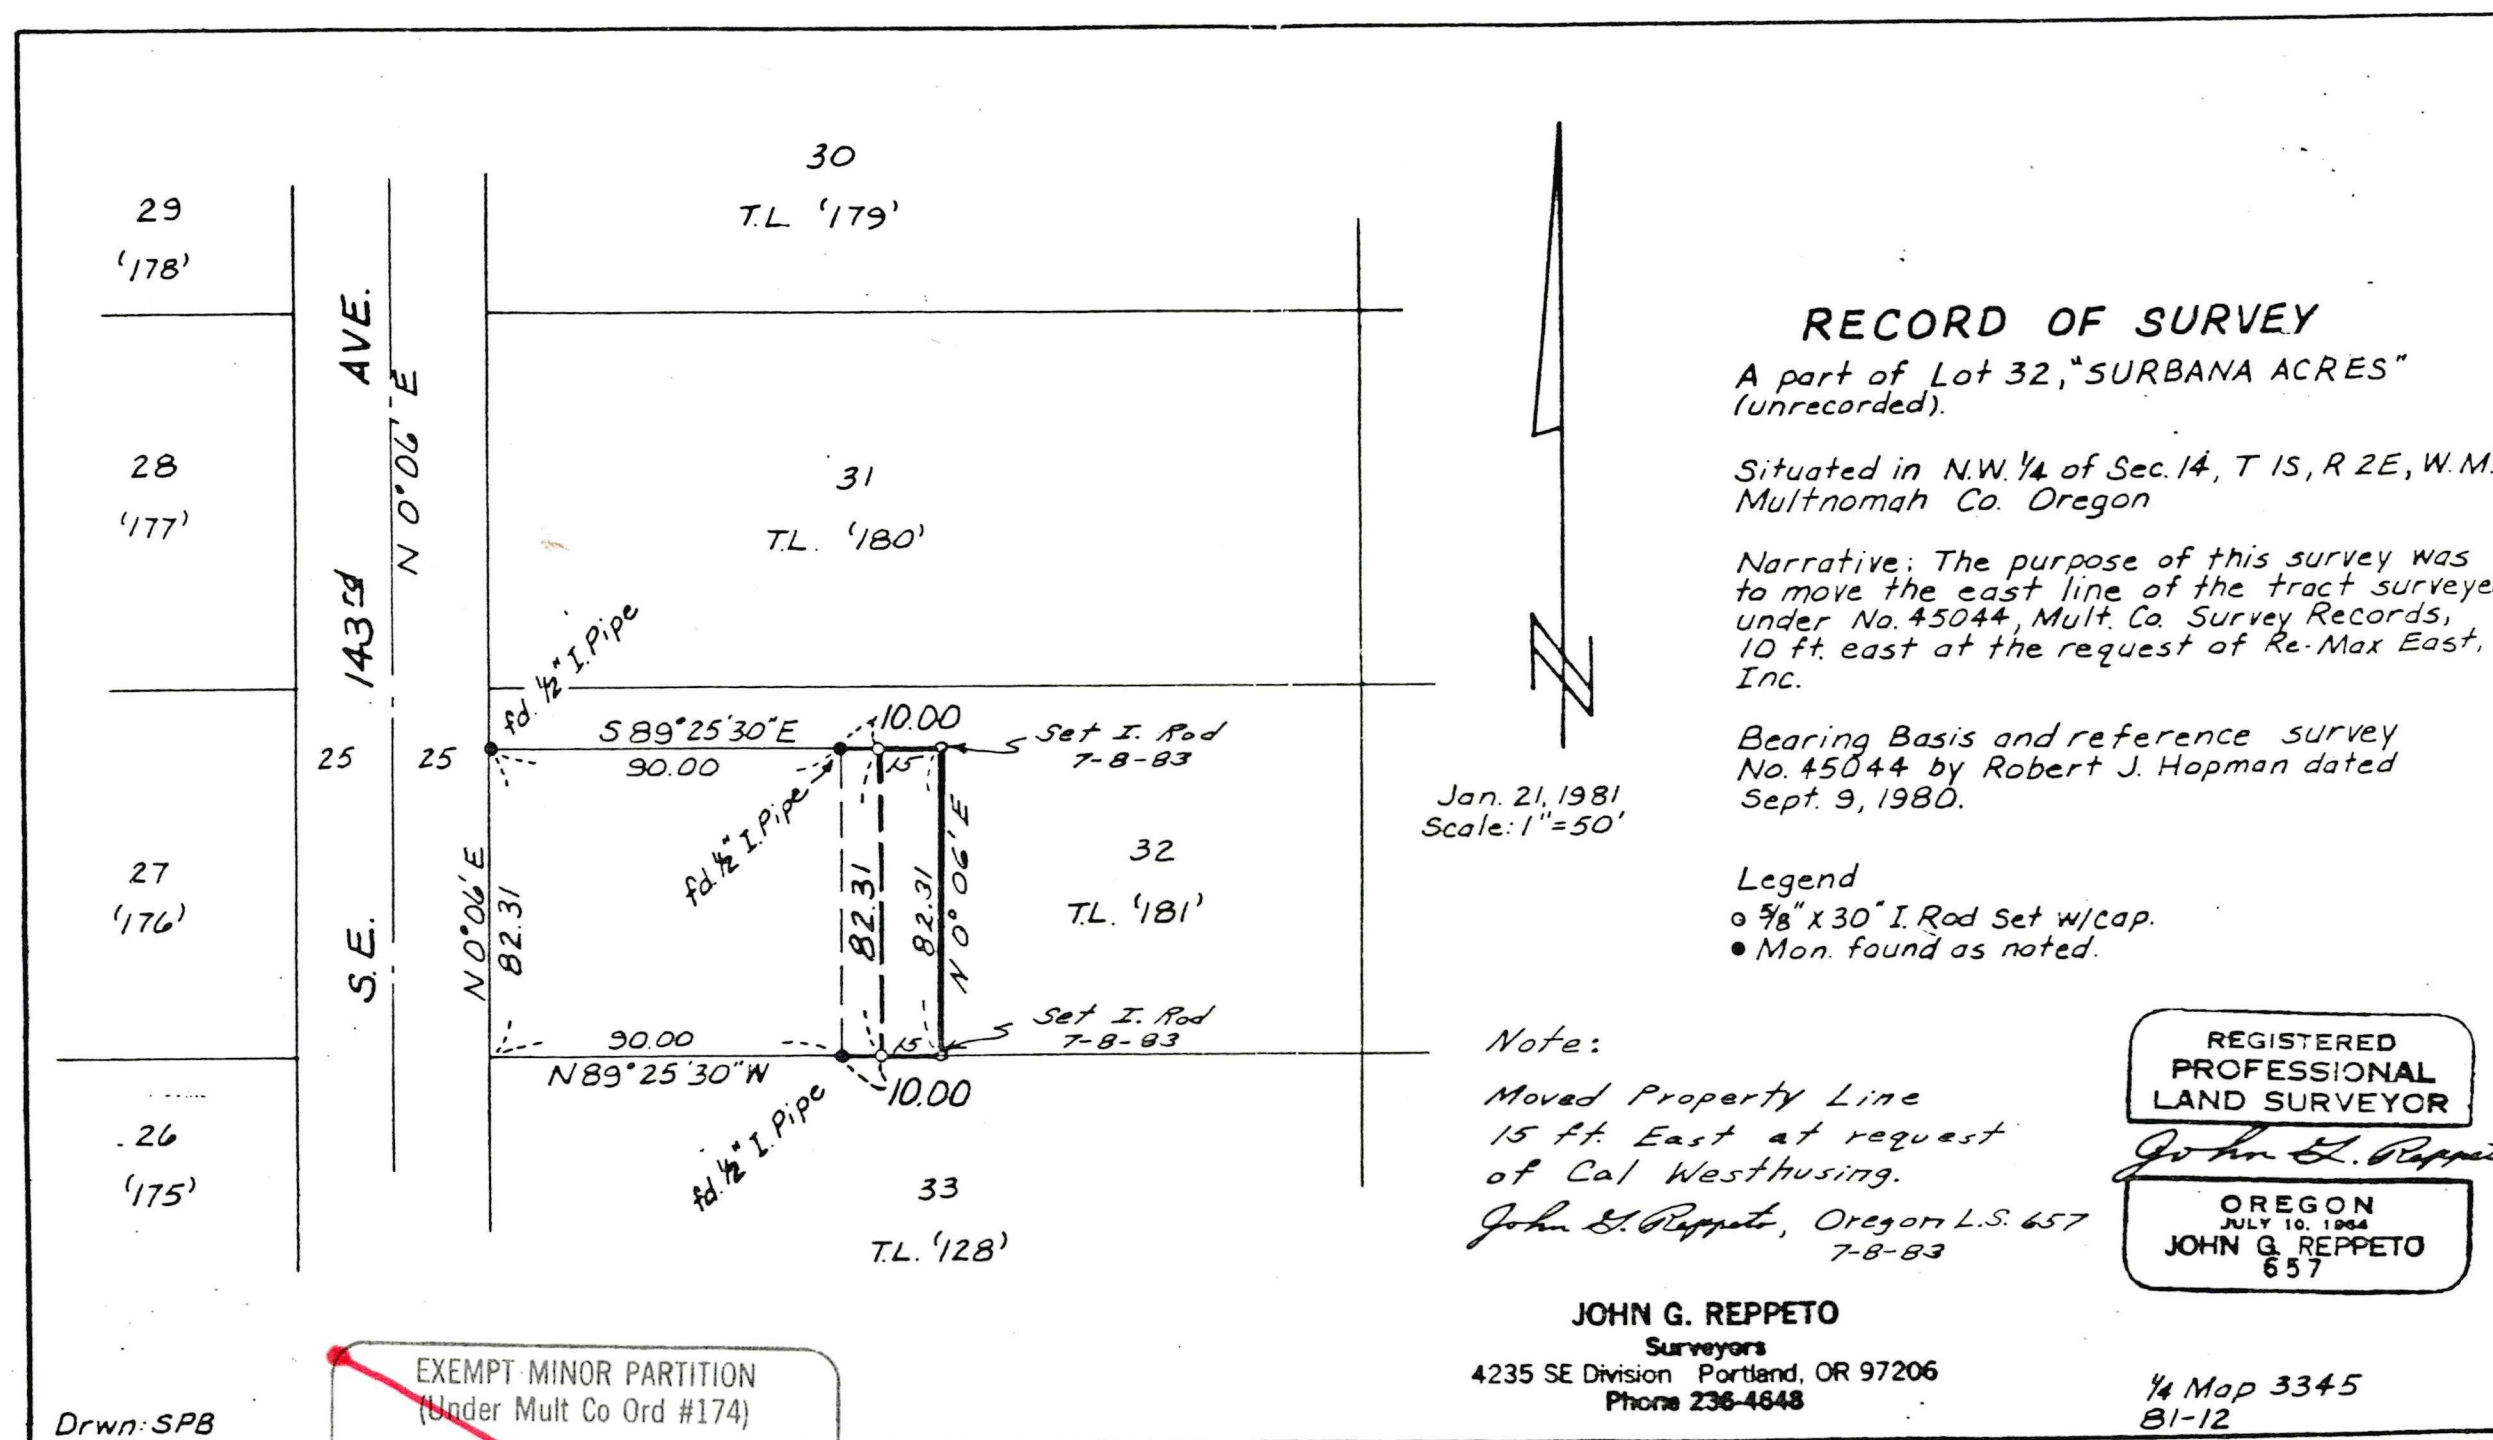 30
T.L. '179'
29
'178'
S.E. 143rd AVE.
N 0°06' E
28
'177'
31
T.L. '180'
fd. ½" I. Pipe
S 89°25'30" E
90.00
10.00
15
Set I. Rod
7-8-83
25
25
fd. ½" I. Pipe
27
'176'
N 0°06' E
82.31
82.31
82.31
N 0°06' E
32
T.L. '181'
90.00
N 89°25'30" W
15
10.00
Set I. Rod
7-8-83
fd. ½" I. Pipe
26
'175'
33
T.L. '128'
Jan. 21, 1981
Scale: 1"=50'
N
RECORD OF SURVEY
A part of Lot 32, "SURBANA ACRES"
(unrecorded).
Situated in N.W. ¼ of Sec. 14, T 1S, R 2E, W.M.
Multnomah Co. Oregon
Narrative: The purpose of this survey was
to move the east line of the tract surveye
under No. 45044, Mult. Co. Survey Records,
10 ft. east at the request of Re-Max East,
Inc.
Bearing Basis and reference survey
No. 45044 by Robert J. Hopman dated
Sept. 9, 1980.
Legend
○ ⅝" X 30" I. Rod Set w/cap.
● Mon. found as noted.
Note:
Moved Property Line
15 ft. East at request
of Cal Westhusing.
John G. Reppeto, Oregon L.S. 657
7-8-83
REGISTERED
PROFESSIONAL
LAND SURVEYOR
John G. Reppe
OREGON
JULY 10, 1964
JOHN G. REPPETO
657
JOHN G. REPPETO
Surveyors
4235 SE Division Portland, OR 97206
Phone 236-4648
¼ Map 3345
81-12
EXEMPT MINOR PARTITION
(Under Mult Co Ord #174)
Drwn: SPB